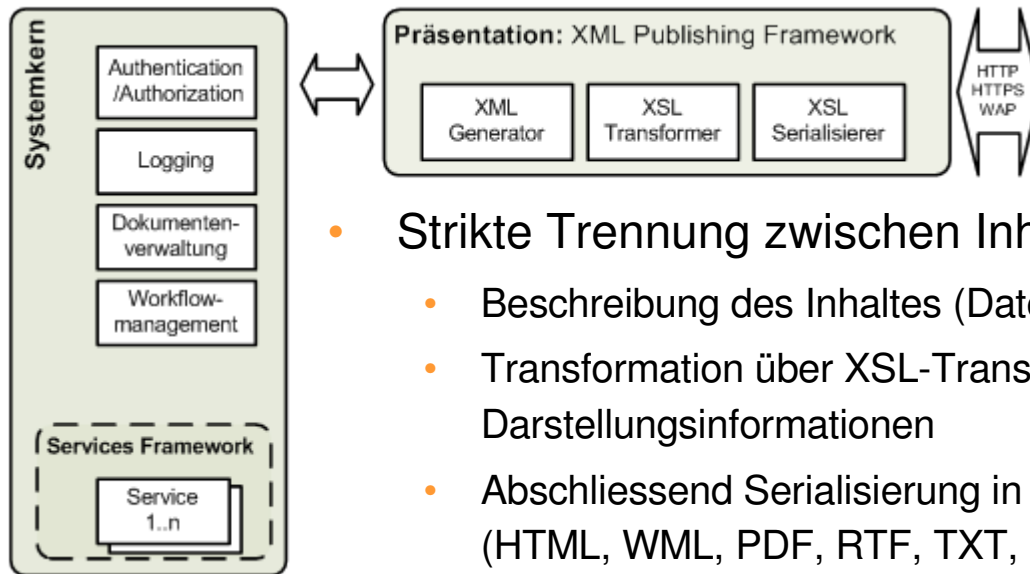 Systemkern
Authentication
/Authorization
Logging
Dokumenten-
verwaltung
Workflow-
management
Services Framework
Service
1..n
Präsentation: XML Publishing Framework
XML
Generator
XSL
Transformer
XSL
Serialisierer
HTTP
HTTPS
WAP
• Strikte Trennung zwischen Inh
• Beschreibung des Inhaltes (Date
• Transformation über XSL-Trans
Darstellungsinformationen
• Abschliessend Serialisierung in
(HTML, WML, PDF, RTF, TXT,